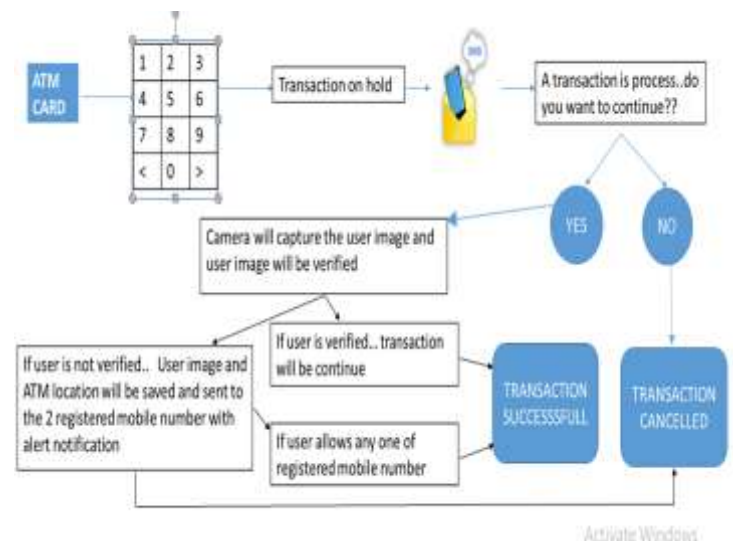 ATM
CARD
1 2 3
4 5 6
7 8 9
< 0 >
Transaction on hold
SMS
A transaction is process..do
you want to continue??
YES
NO
Camera will capture the user image and
user image will be verified
If user is not verified.. User image and
ATM location will be saved and sent to
the 2 registered mobile number with
alert notification
If user is verified... transaction
will be continue
If user allows any one of
registered mobile number
TRANSACTION
SUCCESSSFULL
TRANSACTION
CANCELLED
Activate Windows